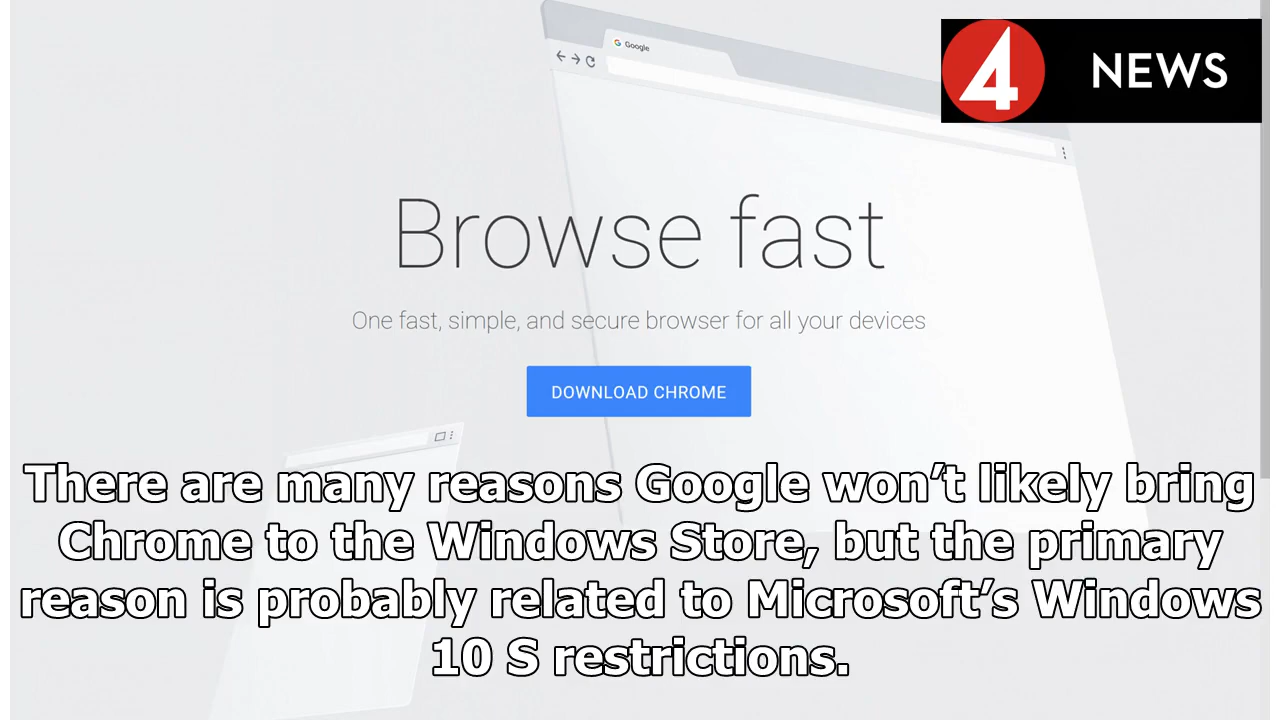 Google
4 NEWS
Browse fast
One fast, simple, and secure browser for all your devices
DOWNLOAD CHROME
There are many reasons Google won’t likely bring
Chrome to the Windows Store, but the primary
reason is probably related to Microsoft’s Windows
10 S restrictions.